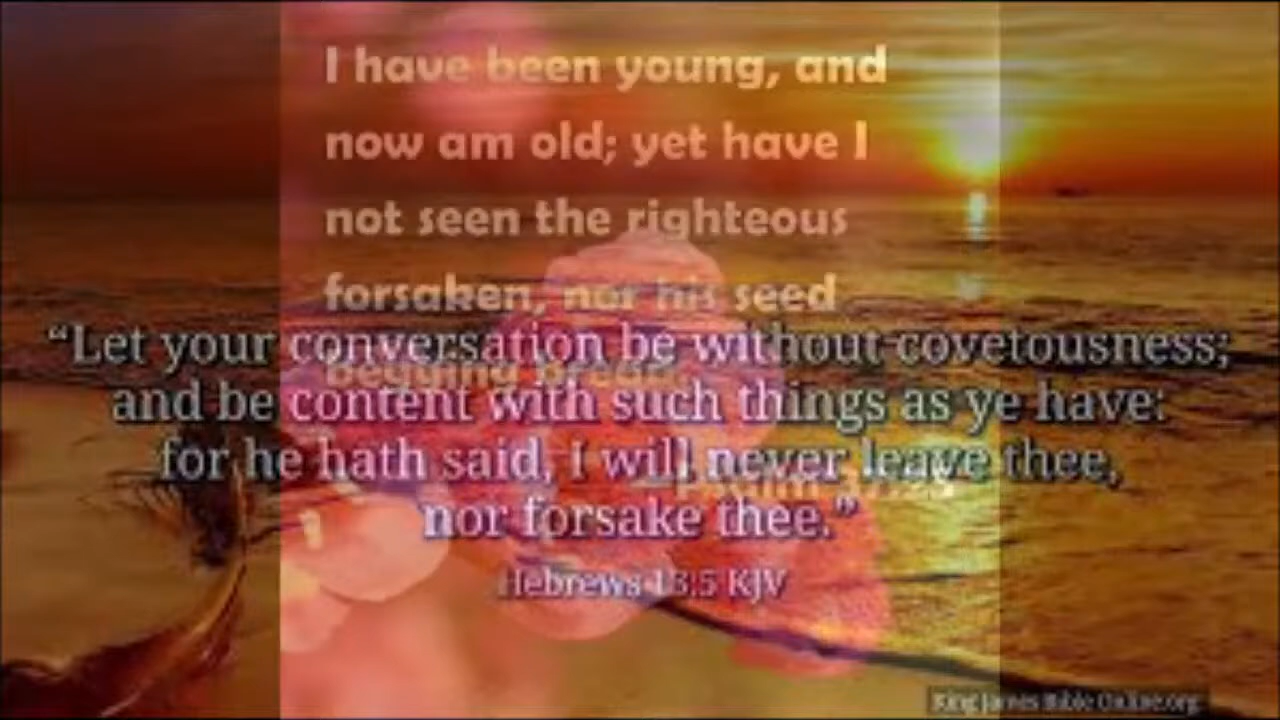 I have been young, and
now am old; yet have I
not seen the righteous
forsaken, nor his seed
begging bread.
—Psalm 37:25
“Let your conversation be without covetousness;
and be content with such things as ye have:
for he hath said, I will never leave thee,
nor forsake thee.”
Hebrews 13:5 KJV
King James Bible Online.org